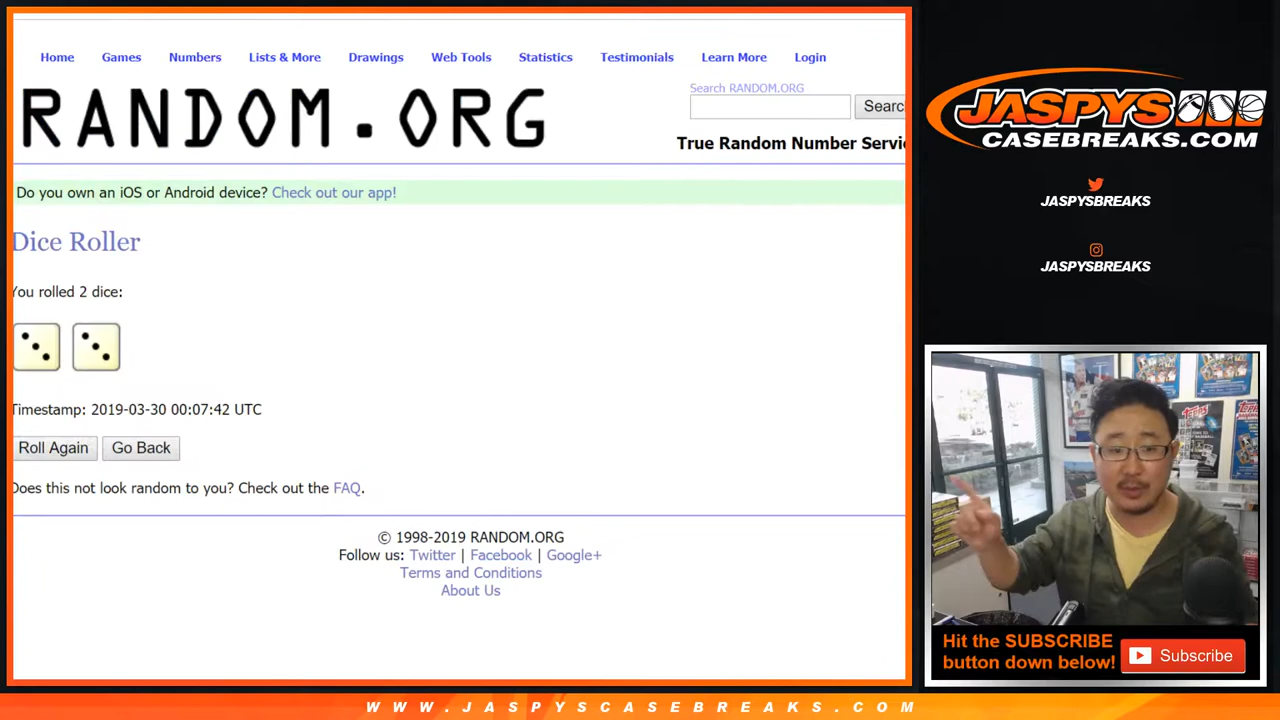 Home Games Numbers Lists & More Drawings Web Tools Statistics Testimonials Learn More Login
RANDOM.ORG
Search RANDOM.ORG
Searc
True Random Number Servi
Do you own an iOS or Android device? Check out our app!
Dice Roller
You rolled 2 dice:
Timestamp: 2019-03-30 00:07:42 UTC
Roll Again Go Back
Does this not look random to you? Check out the FAQ.
© 1998-2019 RANDOM.ORG
Follow us: Twitter | Facebook | Google+
Terms and Conditions
About Us
JASPYS
CASEBREAKS.COM
JASPYSBREAKS
JASPYSBREAKS
TOPPS
Hit the SUBSCRIBE
button down below!
Subscribe
WWW.JASPYSCASEBREAKS.COM